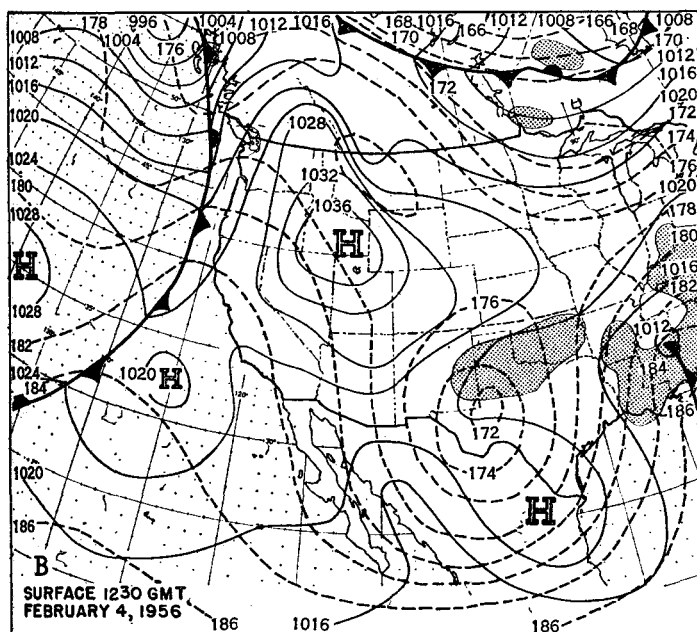 1008 178 996 1004 1016 168 1016 1012 166 1008
1004 176 1008 1012 170 166 1008 168 170
1012 1012
1016 172 1016
1020 1020
1028 172
1024 174
180 1032 176
1028 1036 1020
178
H 180
H 1016
1028 176 182
182 1012
1024 1020 H 184
184 186
172
1020 174
186 H
B
SURFACE 1230 GMT
FEBRUARY 4, 1956 186 1016 186 1016